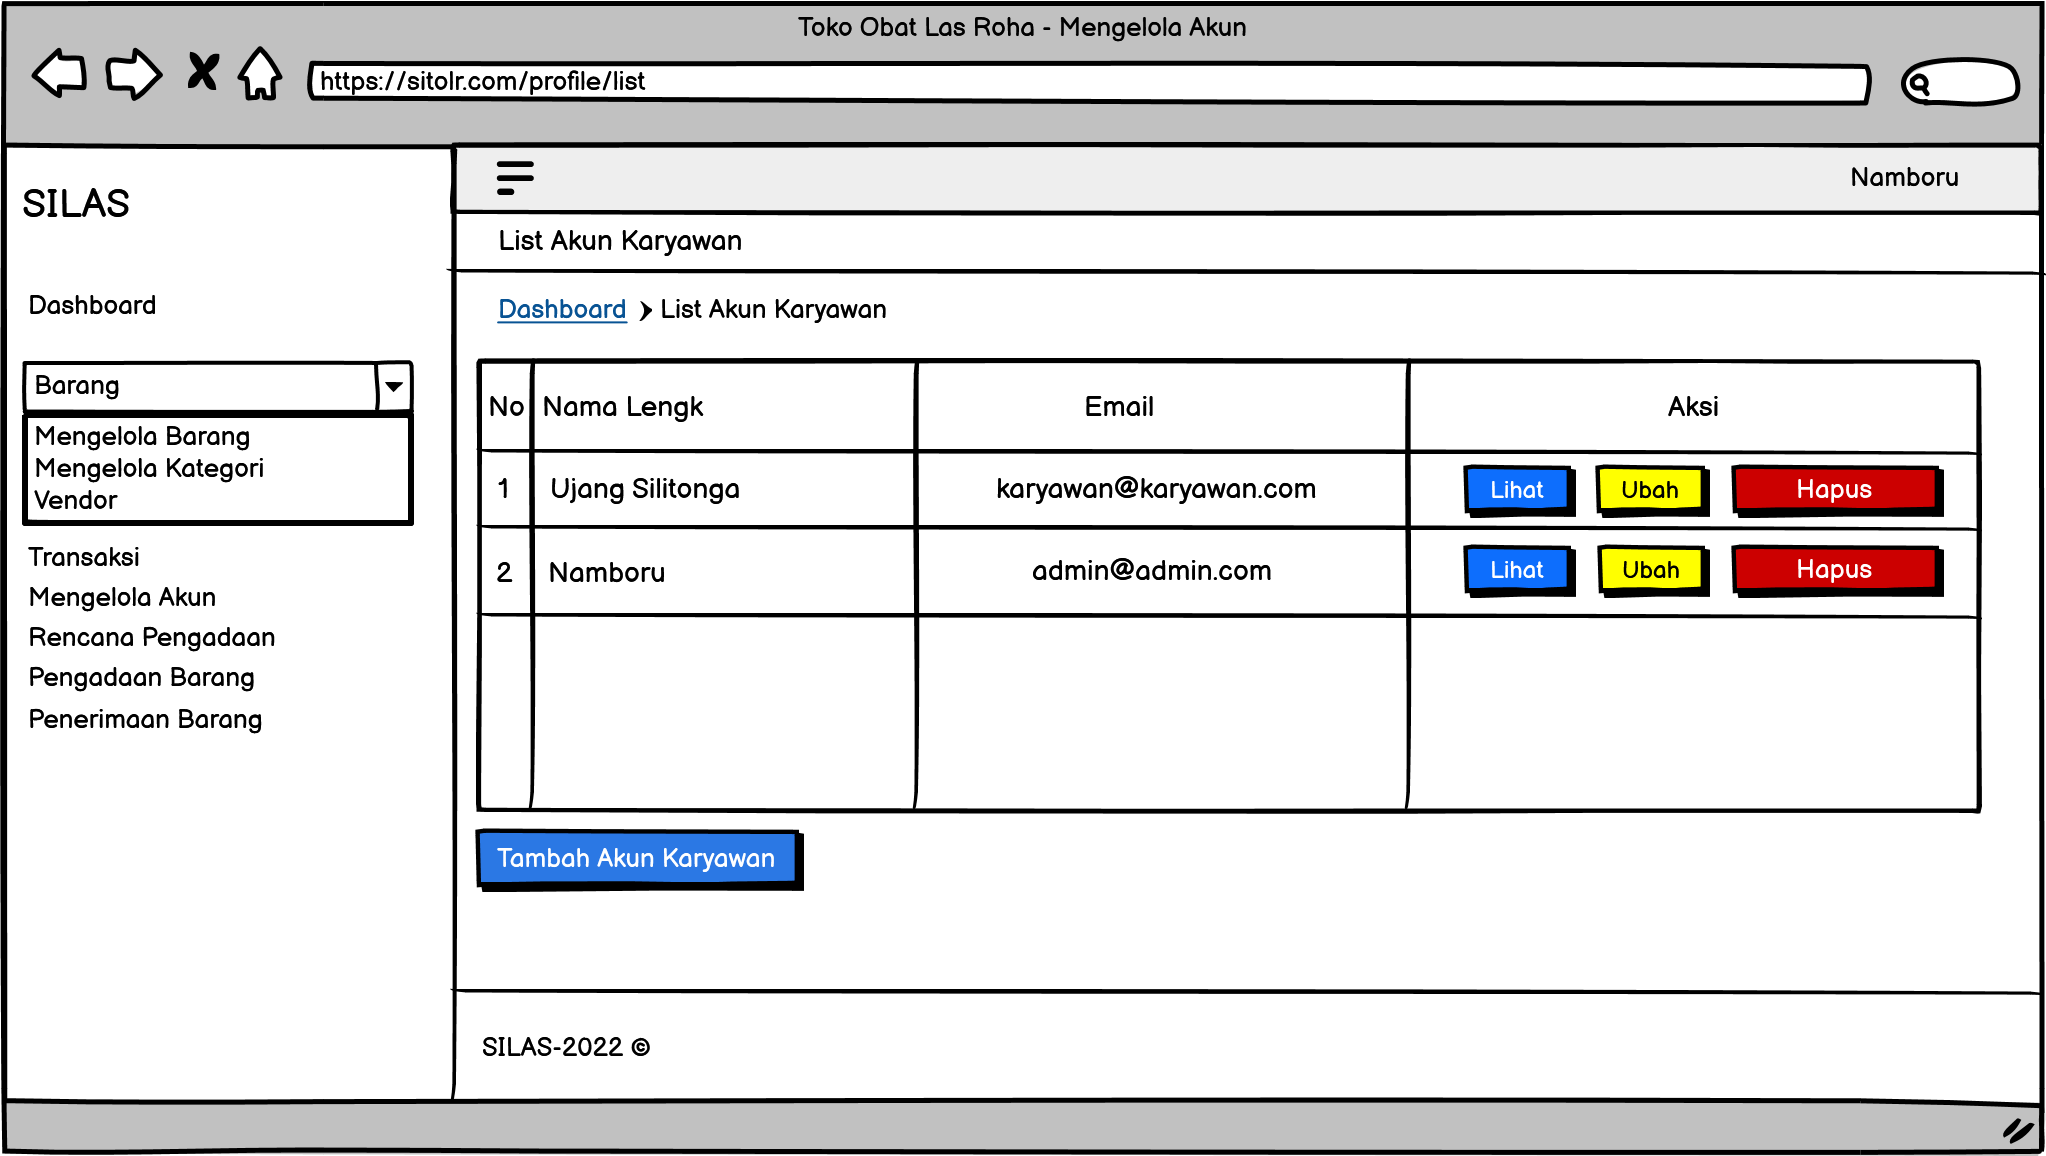 Toko Obat Las Roha - Mengelola Akun
https://sitolr.com/profile/list
SILAS
Dashboard
Barang
Mengelola Barang
Mengelola Kategori
Vendor
Transaksi
Mengelola Akun
Rencana Pengadaan
Pengadaan Barang
Penerimaan Barang
Namboru
List Akun Karyawan
Dashboard List Akun Karyawan
No Nama Lengk Email Aksi
1 Ujang Silitonga karyawan@karyawan.com Lihat Ubah Hapus
2 Namboru admin@admin.com Lihat Ubah Hapus
Tambah Akun Karyawan
SILAS-2022 ©